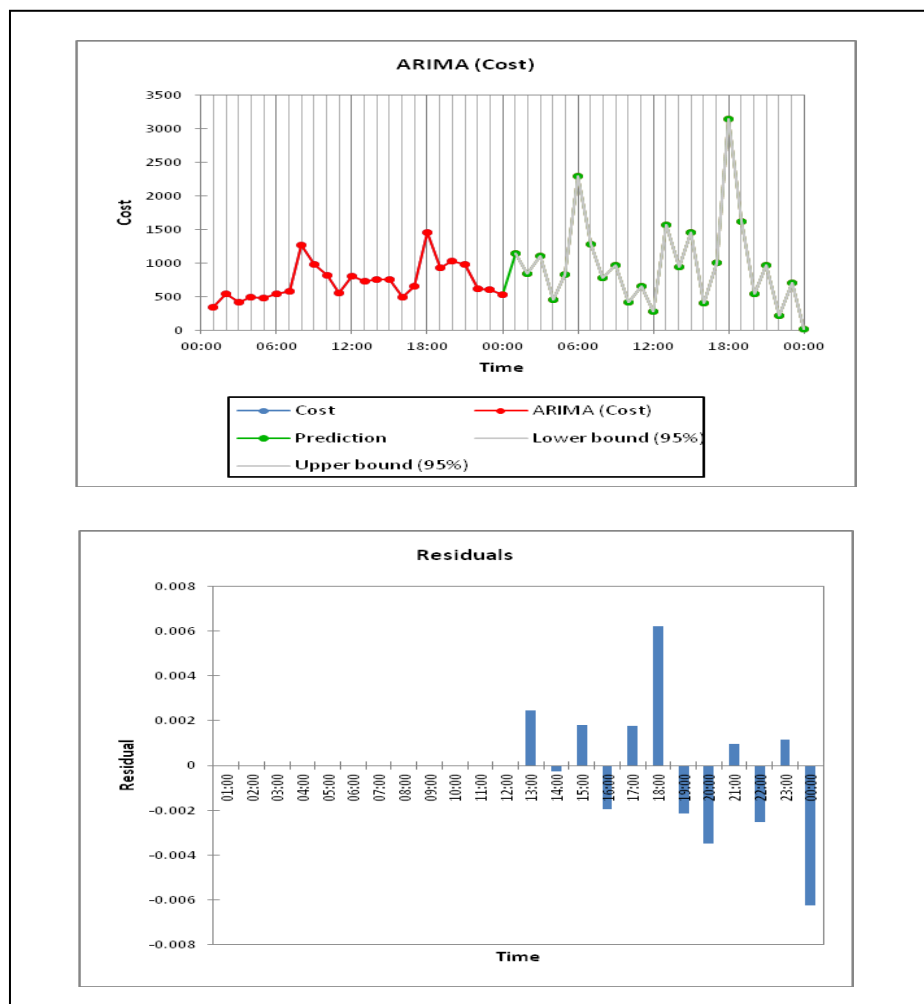 ARIMA (Cost)
3500
3000
2500
2000
1500
1000
500
0
Cost
00:00 06:00 12:00 18:00 00:00 06:00 12:00 18:00 00:00
Time
Cost ARIMA (Cost)
Prediction Lower bound (95%)
Upper bound (95%)
Residuals
0.008
0.006
0.004
0.002
0
-0.002
-0.004
-0.006
-0.008
Residual
01:00 02:00 03:00 04:00 05:00 06:00 07:00 08:00 09:00 10:00 11:00 12:00 13:00 14:00 15:00 16:00 17:00 18:00 19:00 20:00 21:00 22:00 23:00 00:00
Time